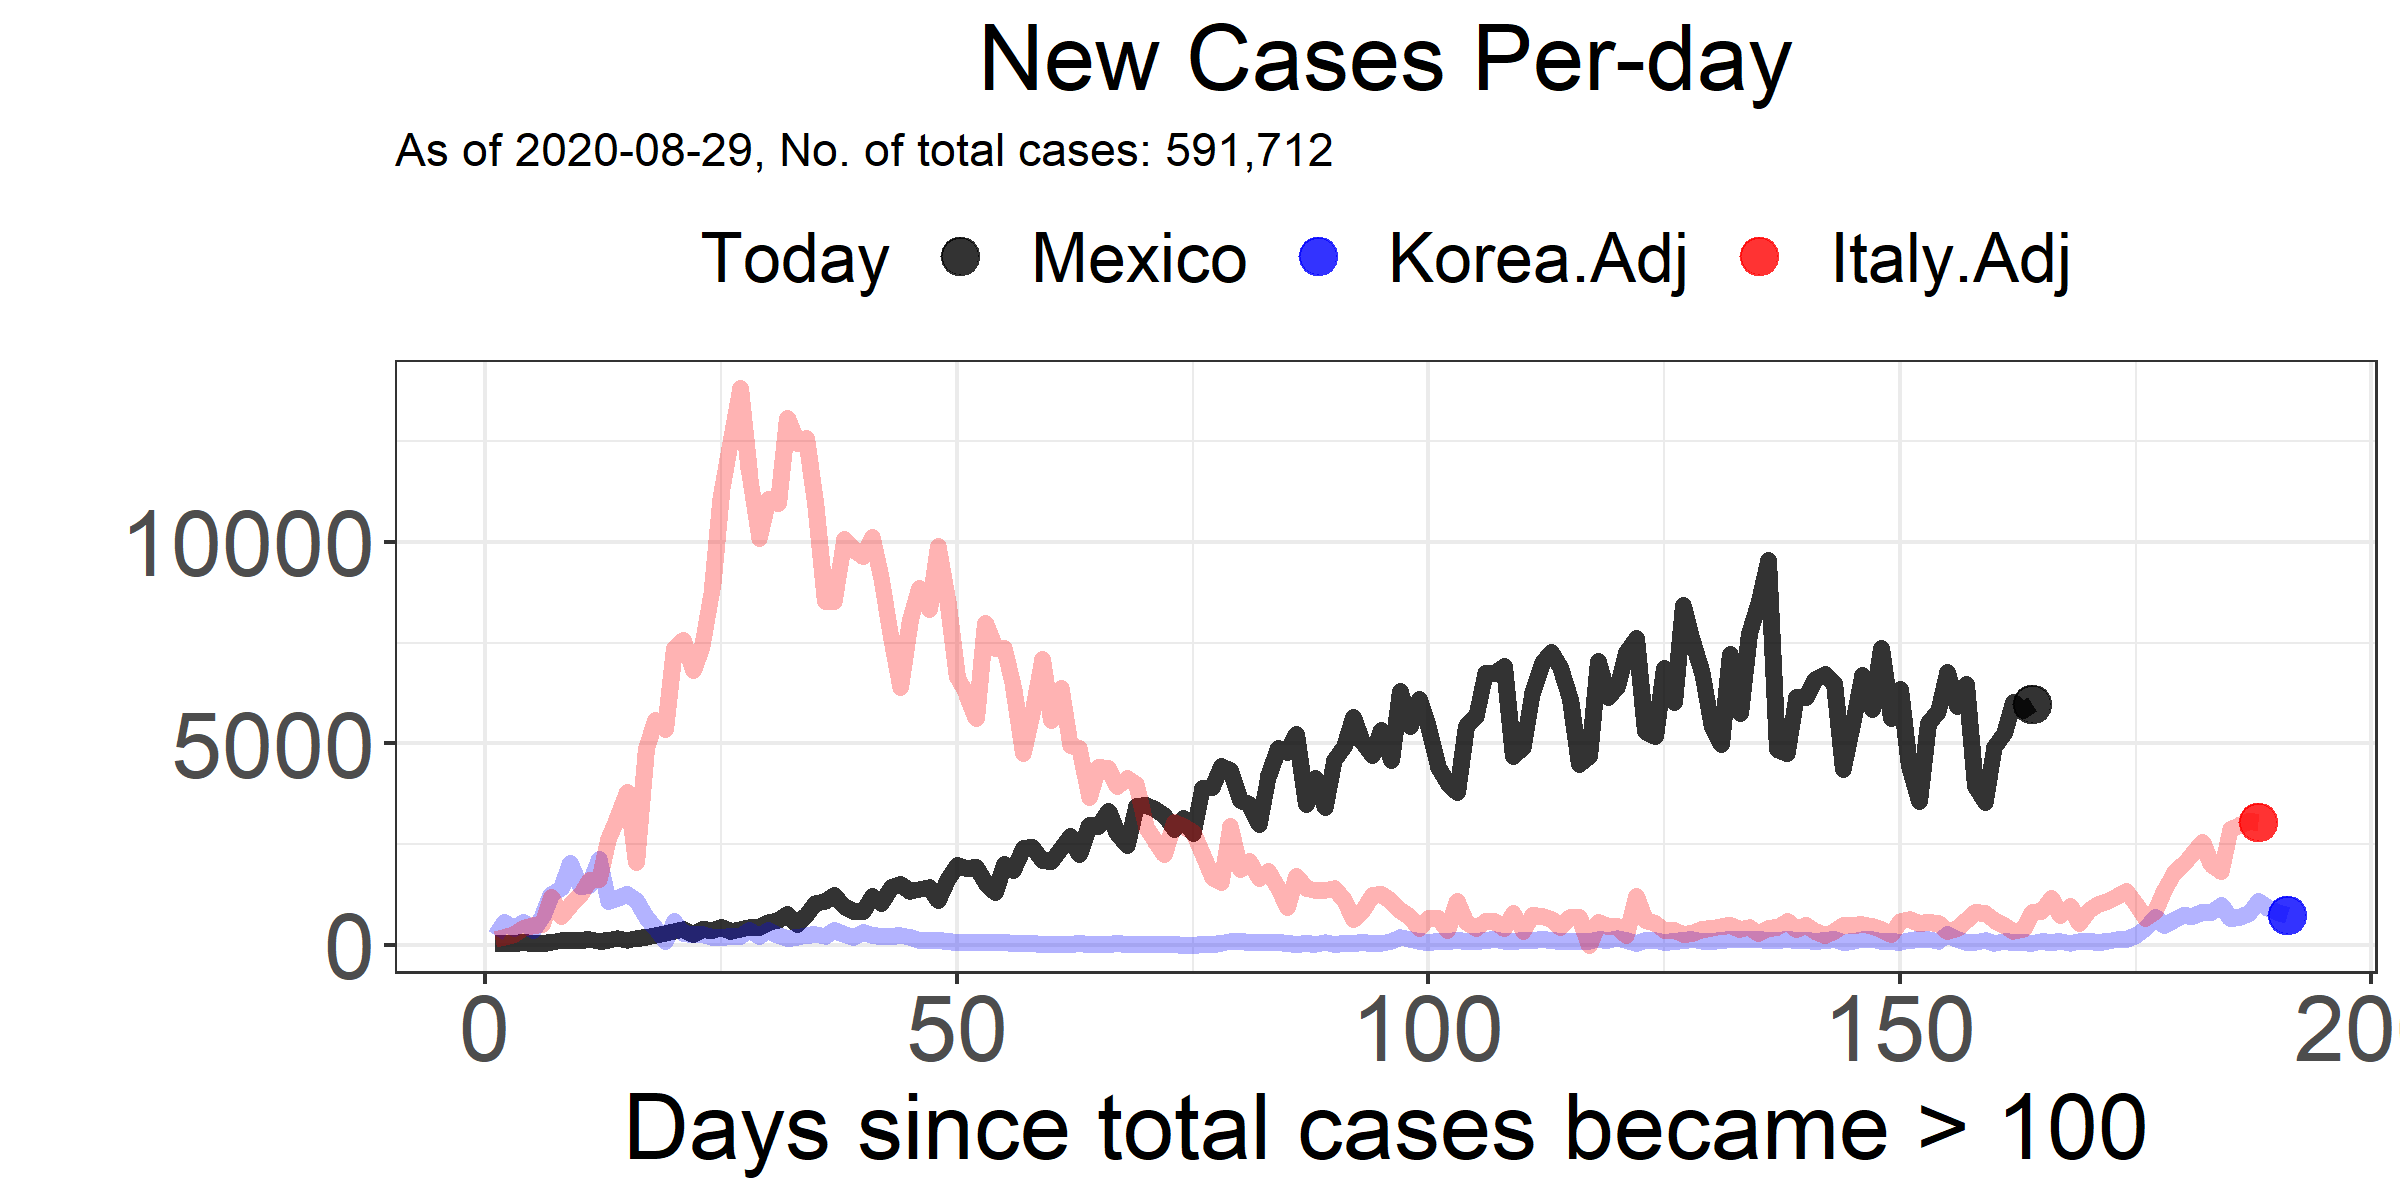 New Cases Per-day
As of 2020-08-29, No. of total cases: 591,712
Today Mexico Korea.Adj Italy.Adj
10000
5000
0
0 50 100 150 20
Days since total cases became > 100